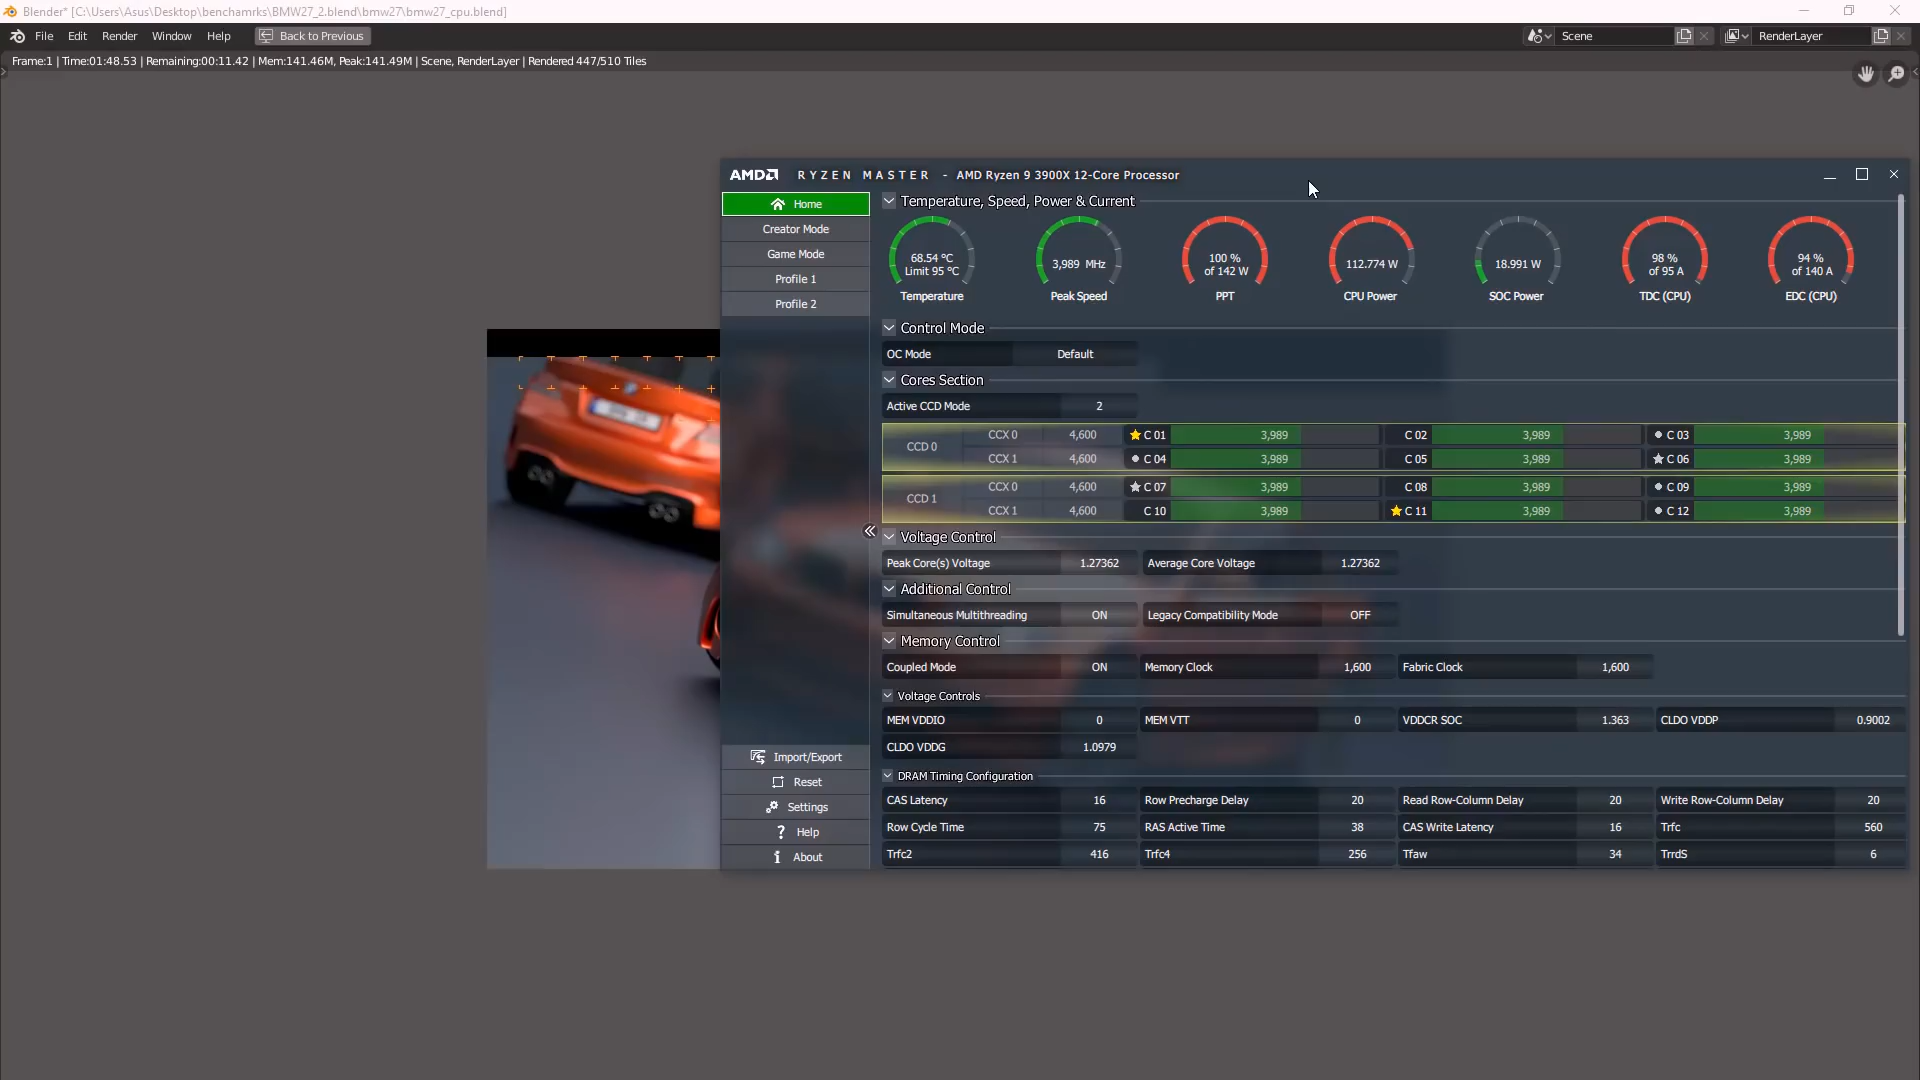 Blender* [C:\Users\Asus\Desktop\benchamrks\BMW27_2.blend\bmw27\bmw27_cpu.blend]
File Edit Render Window Help Back to Previous Scene RenderLayer
Frame:1 | Time:01:48.53 | Remaining:00:11.42 | Mem:141.46M, Peak:141.49M | Scene, RenderLayer | Rendered 447/510 Tiles
AMD RYZEN MASTER - AMD Ryzen 9 3900X 12-Core Processor
Home
Creator Mode
Game Mode
Profile 1
Profile 2
Import/Export
Reset
Settings
Help
About
Temperature, Speed, Power & Current
68.54 °C
Limit 95 °C
Temperature
3,989 MHz
Peak Speed
100 %
of 142 W
PPT
112.774 W
CPU Power
18.991 W
SOC Power
98 %
of 95 A
TDC (CPU)
94 %
of 140 A
EDC (CPU)
Control Mode
OC Mode Default
Cores Section
Active CCD Mode 2
CCD 0
CCX 0 4,600 C 01 3,989 C 02 3,989 C 03 3,989
CCX 1 4,600 C 04 3,989 C 05 3,989 C 06 3,989
CCD 1
CCX 0 4,600 C 07 3,989 C 08 3,989 C 09 3,989
CCX 1 4,600 C 10 3,989 C 11 3,989 C 12 3,989
Voltage Control
Peak Core(s) Voltage 1.27362 Average Core Voltage 1.27362
Additional Control
Simultaneous Multithreading ON Legacy Compatibility Mode OFF
Memory Control
Coupled Mode ON Memory Clock 1,600 Fabric Clock 1,600
Voltage Controls
MEM VDDIO 0 MEM VTT 0 VDDCR SOC 1.363 CLDO VDDP 0.9002
CLDO VDDG 1.0979
DRAM Timing Configuration
CAS Latency 16 Row Precharge Delay 20 Read Row-Column Delay 20 Write Row-Column Delay 20
Row Cycle Time 75 RAS Active Time 38 CAS Write Latency 16 Trfc 560
Trfc2 416 Trfc4 256 Tfaw 34 TrrdS 6